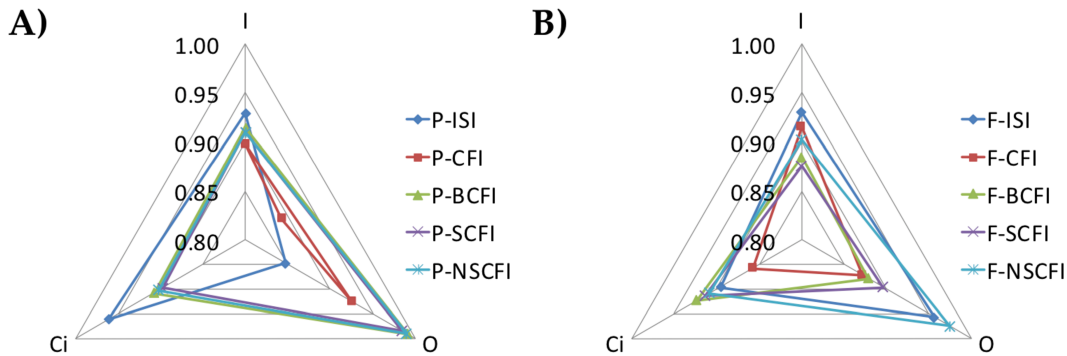 A)
I
1.00
0.95
0.90
0.85
0.80
Ci
O
P-ISI
P-CFI
P-BCFI
P-SCFI
P-NSCFI
B)
I
1.00
0.95
0.90
0.85
0.80
Ci
O
F-ISI
F-CFI
F-BCFI
F-SCFI
F-NSCFI